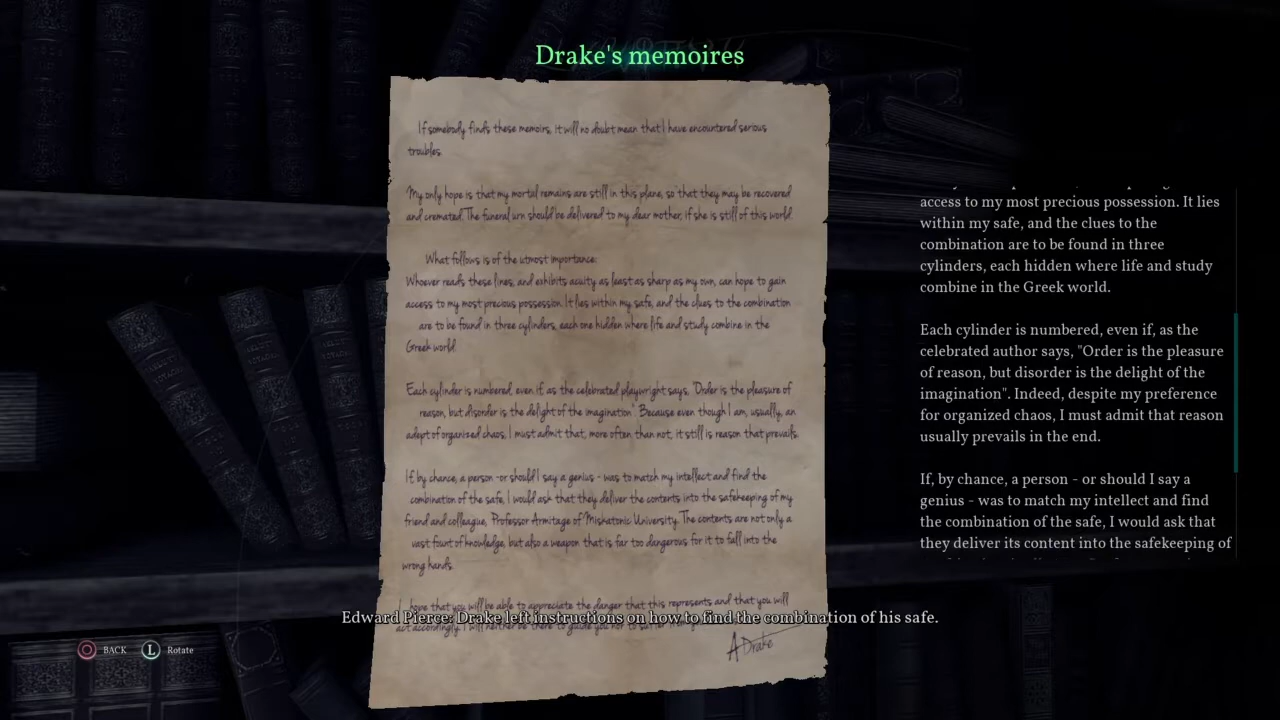 Drake's memoires
If somebody finds these memoirs, it will no doubt mean that I have encountered serious
troubles.
My only hope is that my mortal remains are still in this plane, so that they may be recovered
and cremated. The funeral urn should be delivered to my dear mother, if she is still of this world.
What follows is of the utmost importance:
Whoever reads these lines, and exhibits acuity as least as sharp as my own, can hope to gain
access to my most precious possession. It lies within my safe, and the clues to the combination
are to be found in three cylinders, each one hidden where life and study combine in the
Greek world.
Each cylinder is numbered, even if, as the celebrated playwright says, "Order is the pleasure of
reason, but disorder is the delight of the imagination". Because even though I am, usually, an
adept of organized chaos, I must admit that, more often than not, it still is reason that prevails.
If by chance, a person -or should I say a genius - was to match my intellect and find the
combination of the safe, I would ask that they deliver the contents into the safekeeping of my
friend and colleague, Professor Armitage of Miskatonic University. The contents are not only a
vast fount of knowledge, but also a weapon that is far too dangerous for it to fall into the
wrong hands.
I hope that you will be able to appreciate the danger that this represents and that you will
act accordingly. I will neither be there to guide you nor to suffer
A Drake
access to my most precious possession. It lies
within my safe, and the clues to the
combination are to be found in three
cylinders, each hidden where life and study
combine in the Greek world.
Each cylinder is numbered, even if, as the
celebrated author says, "Order is the pleasure
of reason, but disorder is the delight of the
imagination". Indeed, despite my preference
for organized chaos, I must admit that reason
usually prevails in the end.
If, by chance, a person - or should I say a
genius - was to match my intellect and find
the combination of the safe, I would ask that
they deliver its content into the safekeeping of
Edward Pierce: Drake left instructions on how to find the combination of his safe.
BACK L Rotate